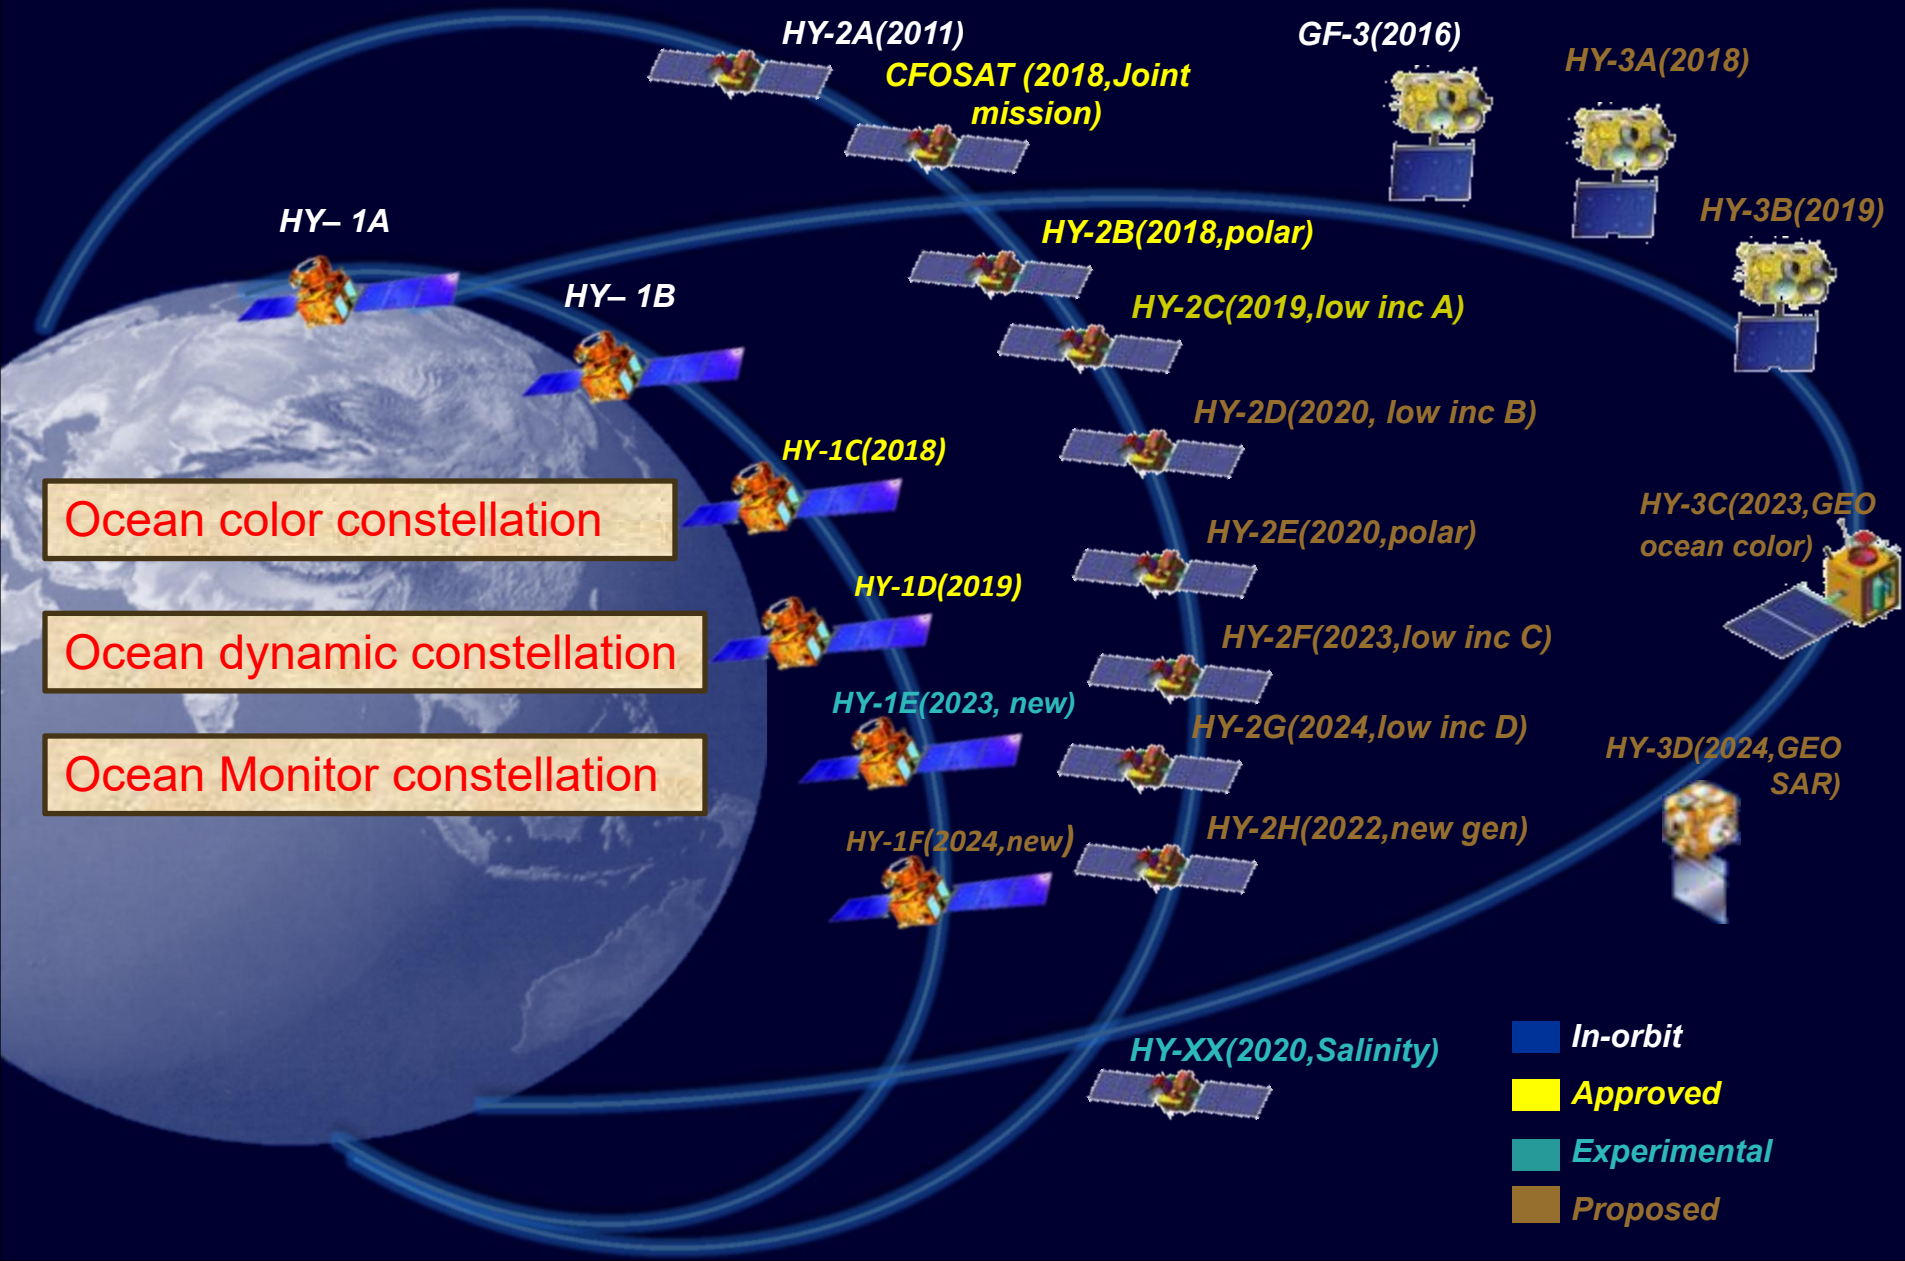 HY-2A(2011)
GF-3(2016)
HY-3A(2018)
CFOSAT (2018,Joint
mission)
HY– 1A
HY-3B(2019)
HY-2B(2018,polar)
HY– 1B
HY-2C(2019,low inc A)
HY-2D(2020, low inc B)
HY-1C(2018)
Ocean color constellation
HY-3C(2023,GEO
ocean color)
HY-2E(2020,polar)
HY-1D(2019)
HY-2F(2023,low inc C)
Ocean dynamic constellation
HY-1E(2023, new)
HY-2G(2024,low inc D)
HY-3D(2024,GEO
SAR)
Ocean Monitor constellation
HY-1F(2024,new)
HY-2H(2022,new gen)
HY-XX(2020,Salinity)
In-orbit
Approved
Experimental
Proposed